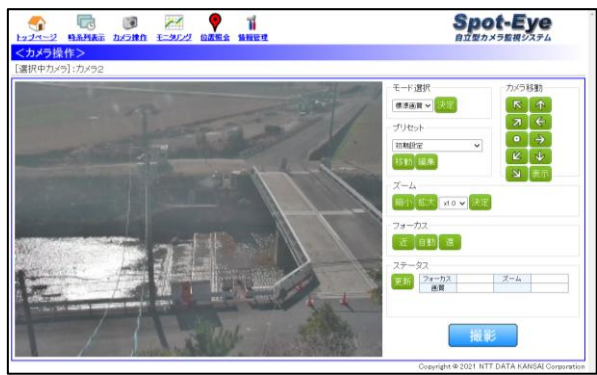 トップページ 時系列表示 カメラ操作 モニタリング 位置照会 情報管理
Spot-Eye
自立型カメラ監視システム
<カメラ操作>
[選択中カメラ]:カメラ2
モード選択
標準画質 決定
カメラ移動
プリセット
初期設定
移動 編集
表示
ズーム
縮小 拡大 x1.0 決定
フォーカス
近 自動 遠
ステータス
更新 フォーカス ズーム
画質
撮影
Copyright © 2021 NTT DATA KANSAI Corporation